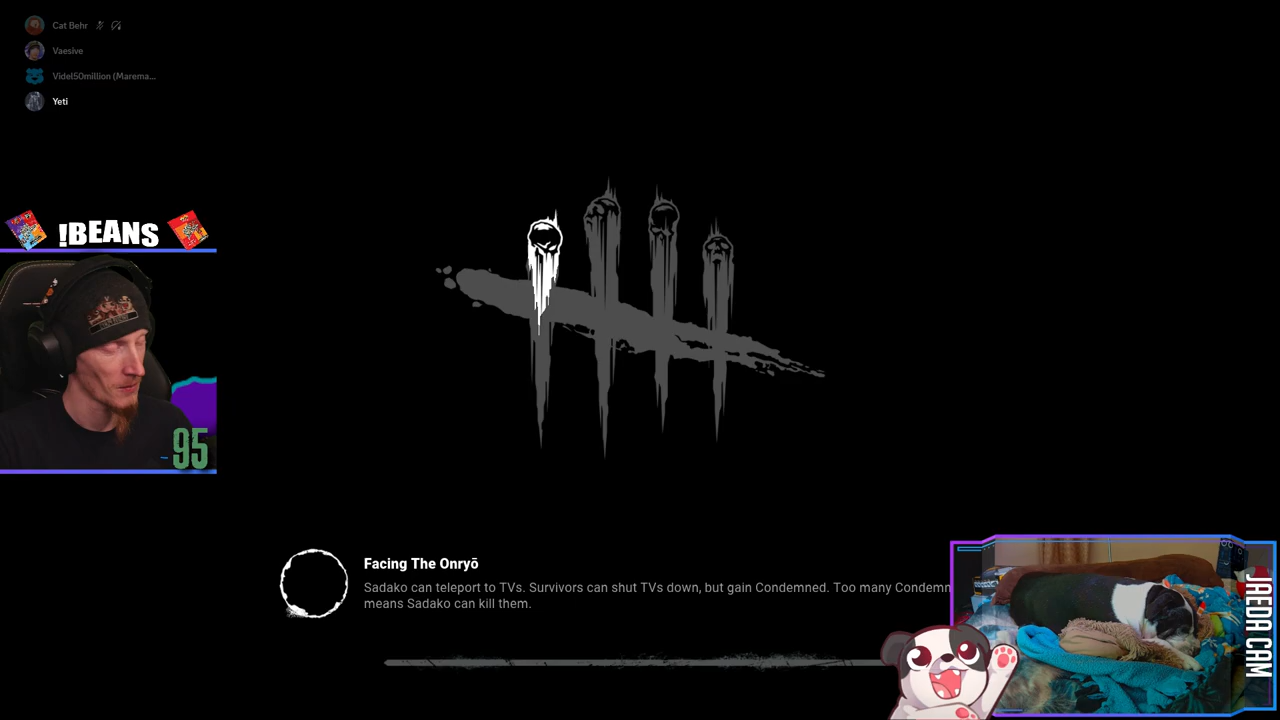 Cat Behr
Vaesive
Videl50million (Marema...
Yeti
!BEANS
95
Facing The Onryō
Sadako can teleport to TVs. Survivors can shut TVs down, but gain Condemned. Too many Condemn
means Sadako can kill them.
JAEDA CAM